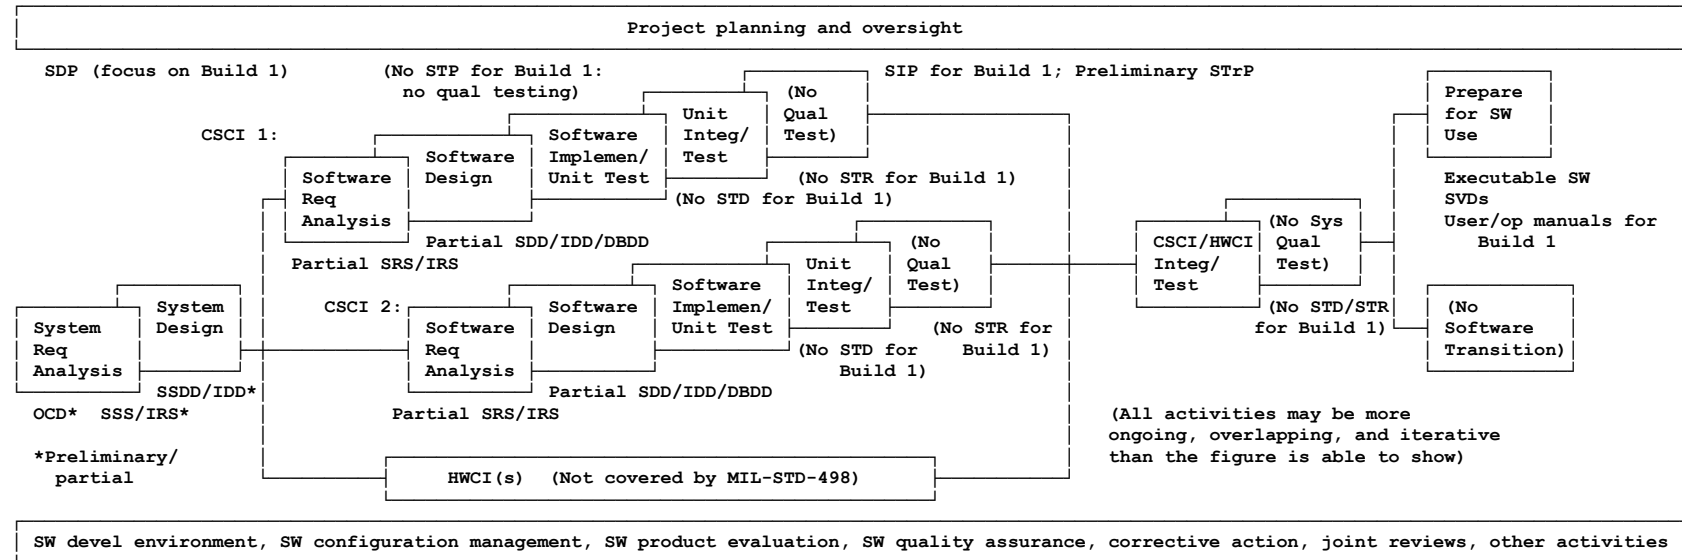 Project planning and oversight
SDP (focus on Build 1)
(No STP for Build 1:
no qual testing)
SIP for Build 1; Preliminary STrP
CSCI 1:
Software
Req
Analysis
Software
Design
Software
Implemen/
Unit Test
Unit
Integ/
Test
(No
Qual
Test)
(No STR for Build 1)
(No STD for Build 1)
Partial SDD/IDD/DBDD
Partial SRS/IRS
System
Req
Analysis
System
Design
SSDD/IDD*
OCD* SSS/IRS*
*Preliminary/
partial
CSCI 2:
Software
Req
Analysis
Software
Design
Software
Implemen/
Unit Test
Unit
Integ/
Test
(No
Qual
Test)
(No STR for
Build 1)
(No STD for
Build 1)
Partial SDD/IDD/DBDD
Partial SRS/IRS
HWCI(s) (Not covered by MIL-STD-498)
CSCI/HWCI
Integ/
Test
(No Sys
Qual
Test)
(No STD/STR
for Build 1)
Prepare
for SW
Use
Executable SW
SVDs
User/op manuals for
Build 1
(No
Software
Transition)
(All activities may be more
ongoing, overlapping, and iterative
than the figure is able to show)
SW devel environment, SW configuration management, SW product evaluation, SW quality assurance, corrective action, joint reviews, other activities